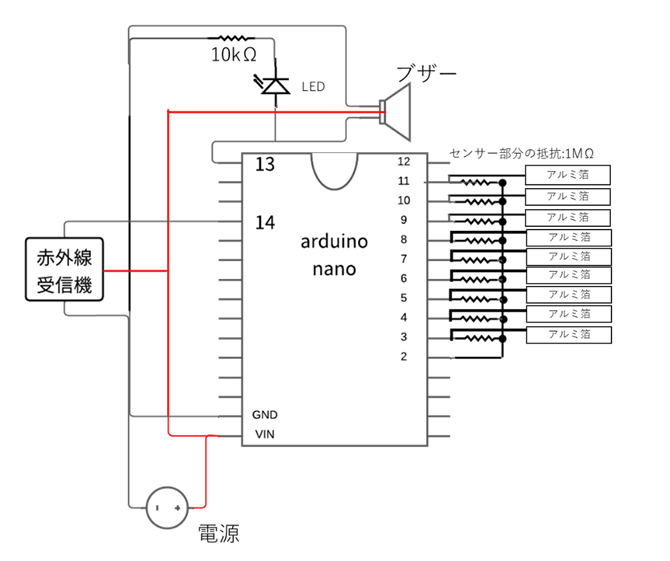 10kΩ
LED
ブザー
センサー部分の抵抗:1MΩ
13
12
アルミ箔
11
アルミ箔
10
14
9
アルミ箔
arduino
nano
8
アルミ箔
赤外線
受信機
7
アルミ箔
6
アルミ箔
5
アルミ箔
4
アルミ箔
3
アルミ箔
2
GND
VIN
- +
電源